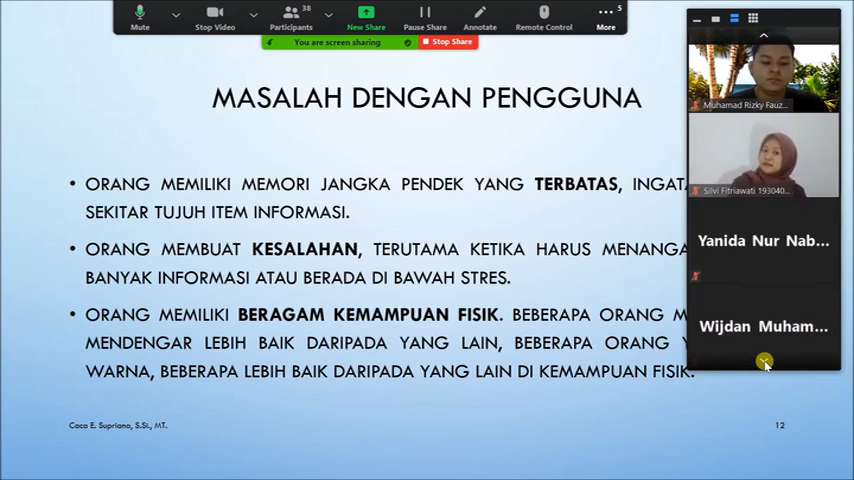 Mute
Stop Video
38
Participants
New Share
Pause Share
Annotate
Remote Control
5
More
You are screen sharing
Stop Share
MASALAH DENGAN PENGGUNA
• ORANG MEMILIKI MEMORI JANGKA PENDEK YANG TERBATAS, INGATA
SEKITAR TUJUH ITEM INFORMASI.
• ORANG MEMBUAT KESALAHAN, TERUTAMA KETIKA HARUS MENANGA
BANYAK INFORMASI ATAU BERADA DI BAWAH STRES.
• ORANG MEMILIKI BERAGAM KEMAMPUAN FISIK. BEBERAPA ORANG M
MENDENGAR LEBIH BAIK DARIPADA YANG LAIN, BEBERAPA ORANG Y
WARNA, BEBERAPA LEBIH BAIK DARIPADA YANG LAIN DI KEMAMPUAN FISIK.
Caca E. Supriana, S.Si., MT.
12
Muhamad Rizky Fauz...
Silvi Fitriawati 193040...
Yanida Nur Nab...
Wijdan Muham...